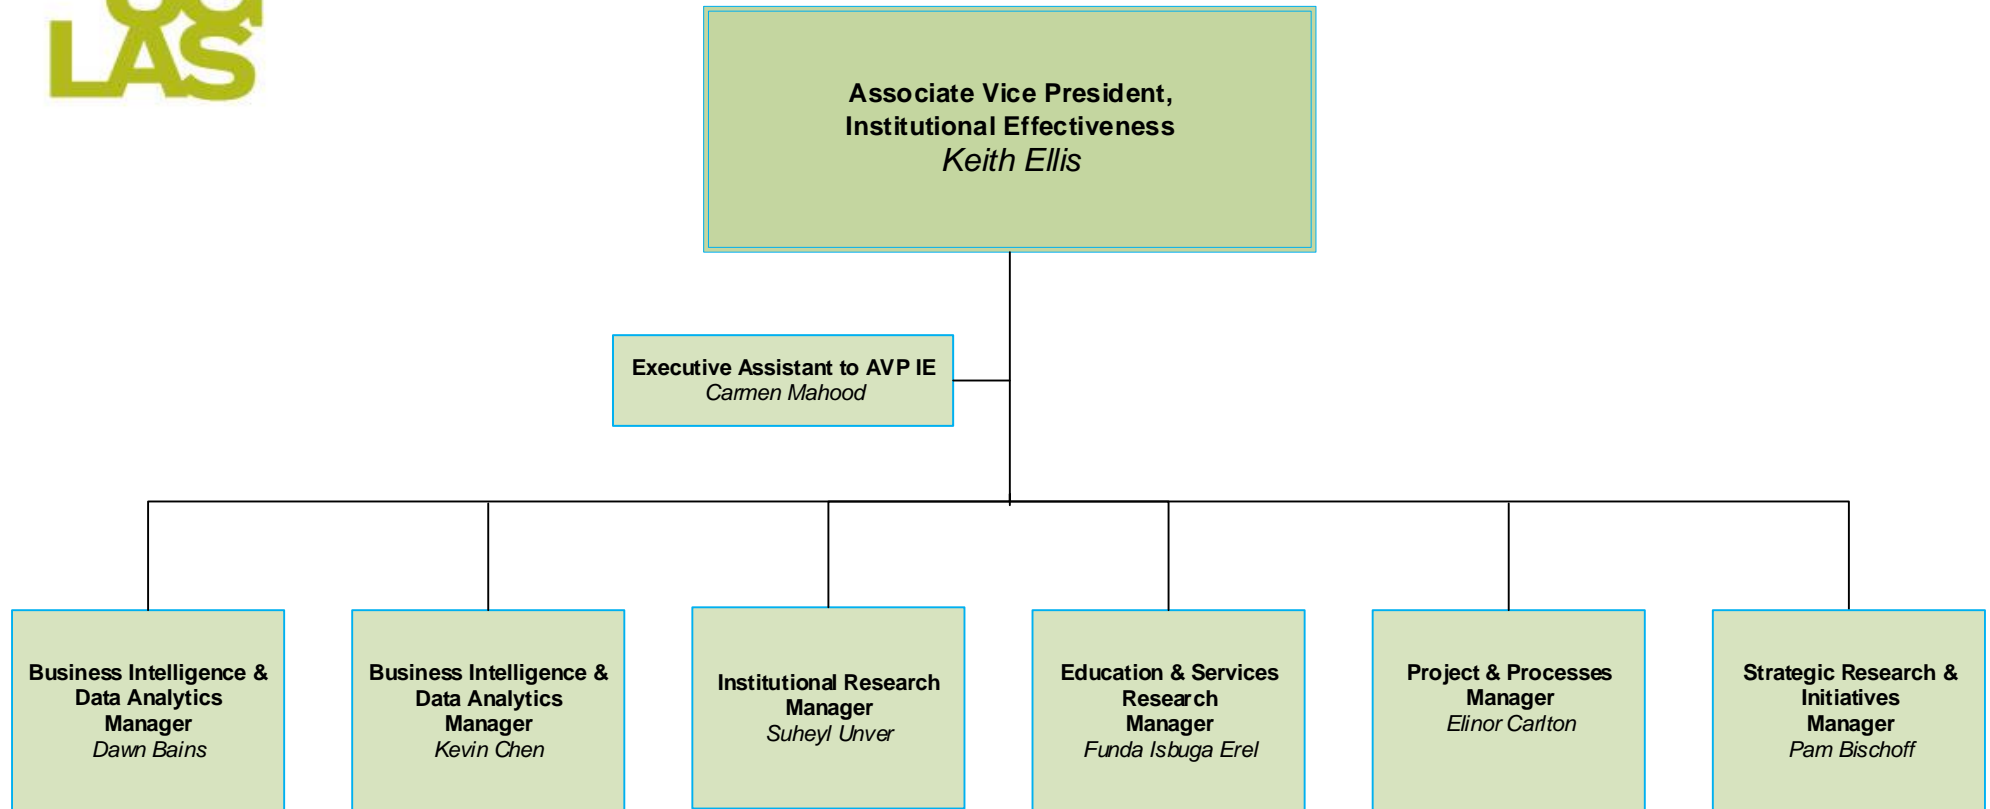 LAS
Associate Vice President,
Institutional Effectiveness
Keith Ellis
Executive Assistant to AVP IE
Carmen Mahood
Business Intelligence &
Data Analytics
Manager
Dawn Bains
Business Intelligence &
Data Analytics
Manager
Kevin Chen
Institutional Research
Manager
Suheyl Unver
Education & Services
Research
Manager
Funda Isbuga Erel
Project & Processes
Manager
Elinor Carlton
Strategic Research &
Initiatives
Manager
Pam Bischoff